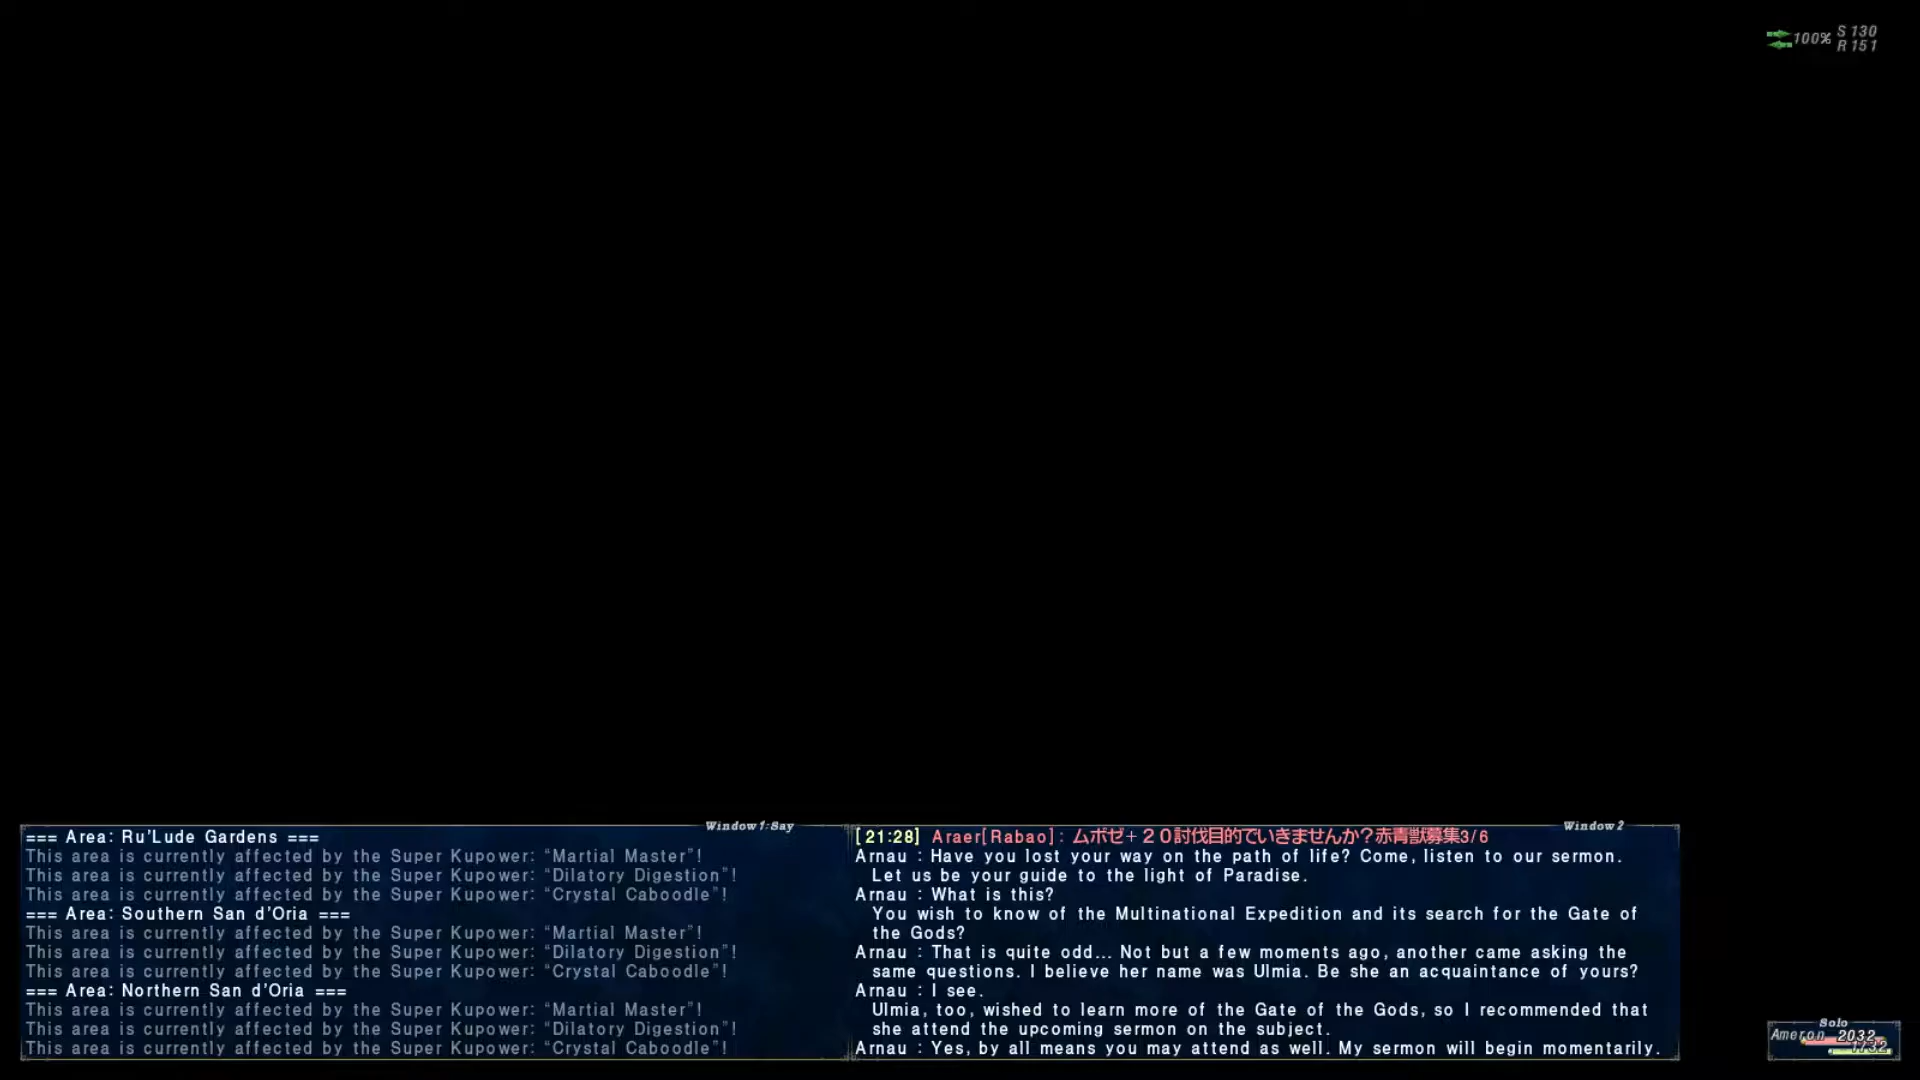 100% S 130
R 151
Window1:Say
=== Area: Ru'Lude Gardens ===
This area is currently affected by the Super Kupower: “Martial Master”!
This area is currently affected by the Super Kupower: “Dilatory Digestion”!
This area is currently affected by the Super Kupower: “Crystal Caboodle”!
=== Area: Southern San d'Oria ===
This area is currently affected by the Super Kupower: “Martial Master”!
This area is currently affected by the Super Kupower: “Dilatory Digestion”!
This area is currently affected by the Super Kupower: “Crystal Caboodle”!
=== Area: Northern San d'Oria ===
This area is currently affected by the Super Kupower: “Martial Master”!
This area is currently affected by the Super Kupower: “Dilatory Digestion”!
This area is currently affected by the Super Kupower: “Crystal Caboodle”!
Window2
[21:28] Araer[Rabao]: ムボゼ+20討伐目的でいきませんか?赤青獣募集3/6
Arnau : Have you lost your way on the path of life? Come, listen to our sermon.
Let us be your guide to the light of Paradise.
Arnau : What is this?
You wish to know of the Multinational Expedition and its search for the Gate of
the Gods?
Arnau : That is quite odd... Not but a few moments ago, another came asking the
same questions. I believe her name was Ulmia. Be she an acquaintance of yours?
Arnau : I see.
Ulmia, too, wished to learn more of the Gate of the Gods, so I recommended that
she attend the upcoming sermon on the subject.
Arnau : Yes, by all means you may attend as well. My sermon will begin momentarily.
Solo
Ameron 2032
1732